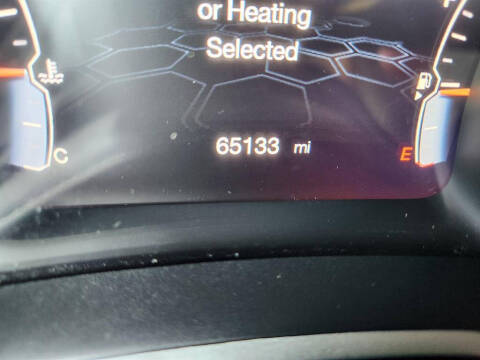 or Heating
Selected
65133 mi
C
E